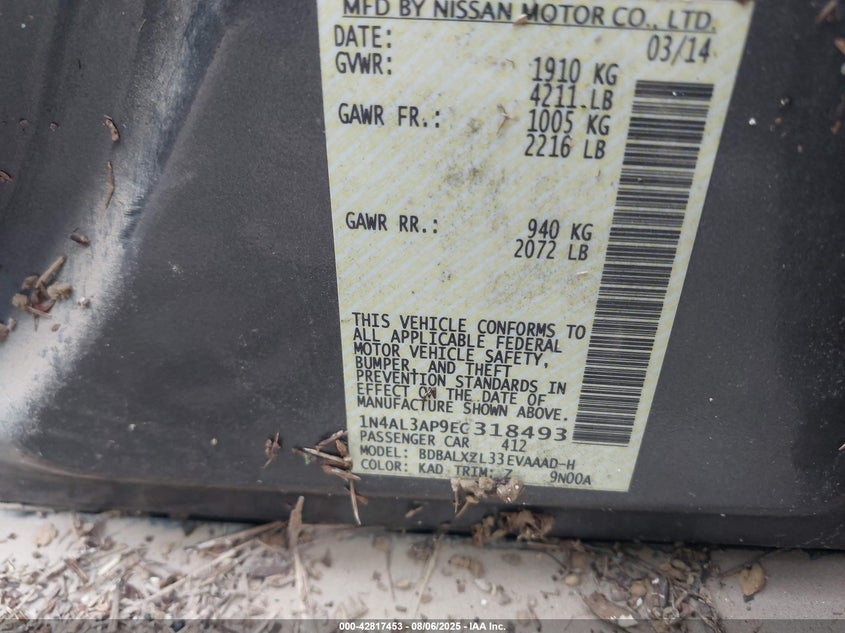 MFD BY NISSAN MOTOR CO., LTD.
DATE: 03/14
GVWR: 1910 KG
4211 LB
GAWR FR.: 1005 KG
2216 LB
GAWR RR.: 940 KG
2072 LB
THIS VEHICLE CONFORMS TO
ALL APPLICABLE FEDERAL
MOTOR VEHICLE SAFETY,
BUMPER, AND THEFT
PREVENTION STANDARDS IN
EFFECT ON THE DATE OF
MANUFACTURE SHOWN ABOVE.
1N4AL3AP9EC318493
PASSENGER CAR 412
MODEL: BDBALXZL33EVAAAD-H
COLOR: KAD TRIM: Z 9N00A
000-42817453 - 08/06/2025 - IAA Inc.